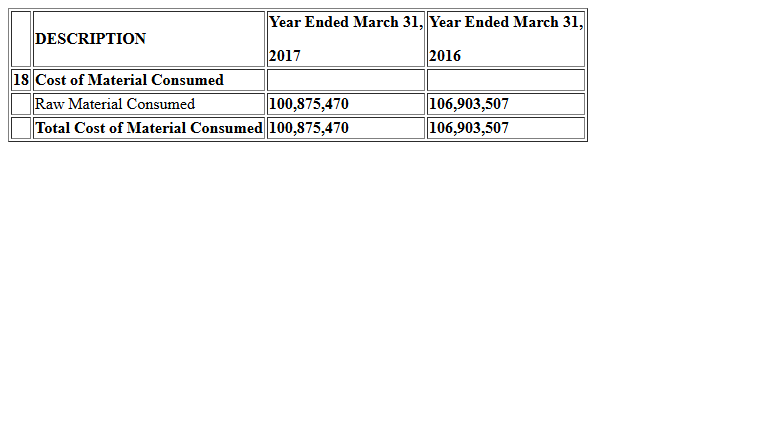 DESCRIPTION Year Ended March 31, 2017 Year Ended March 31, 2016
18 Cost of Material Consumed
Raw Material Consumed 100,875,470 106,903,507
Total Cost of Material Consumed 100,875,470 106,903,507